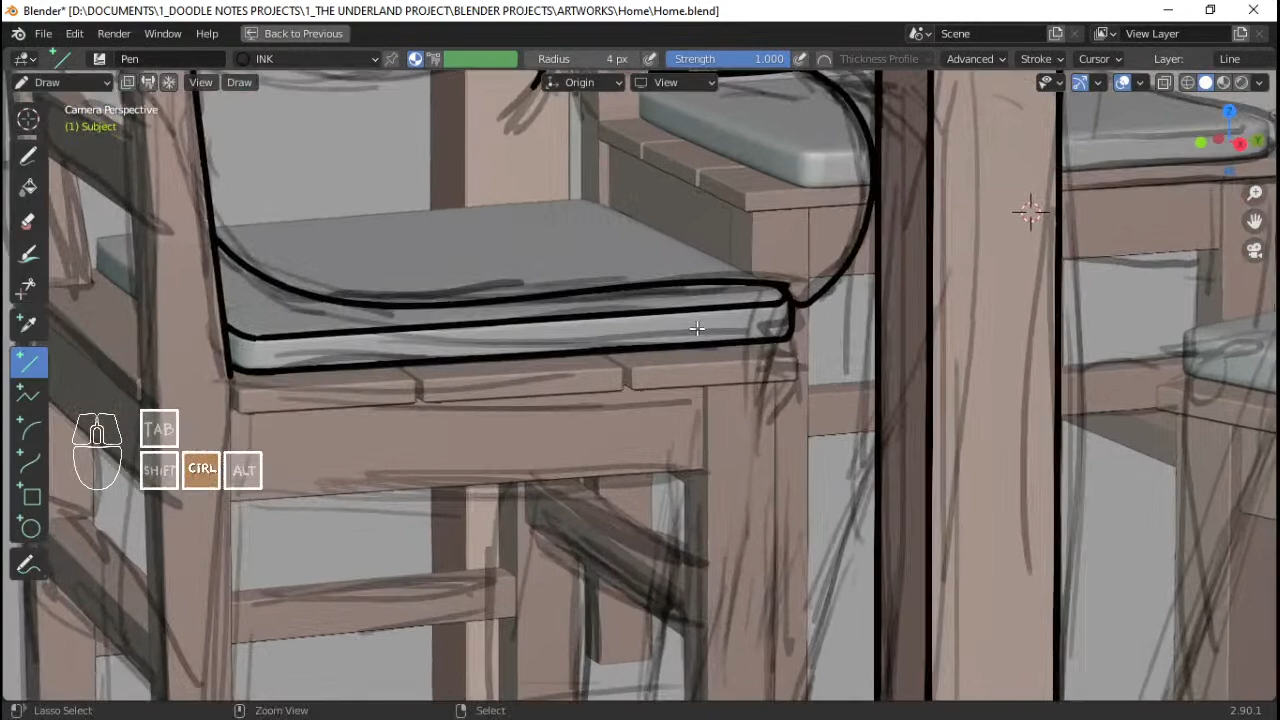 Blender* [D:\DOCUMENTS\1_DOODLE NOTES PROJECTS\1_THE UNDERLAND PROJECT\BLENDER PROJECTS\ARTWORKS\Home\Home.blend]
File Edit Render Window Help Back to Previous Scene View Layer
Pen INK Radius 4 px Strength 1.000 Thickness Profile Advanced Stroke Cursor Layer: Line
Draw View Draw Origin View
Camera Perspective
(1) Subject
Z
Y
X
TAB
SHIFT CTRL ALT
Lasso Select Zoom View Select 2.90.1